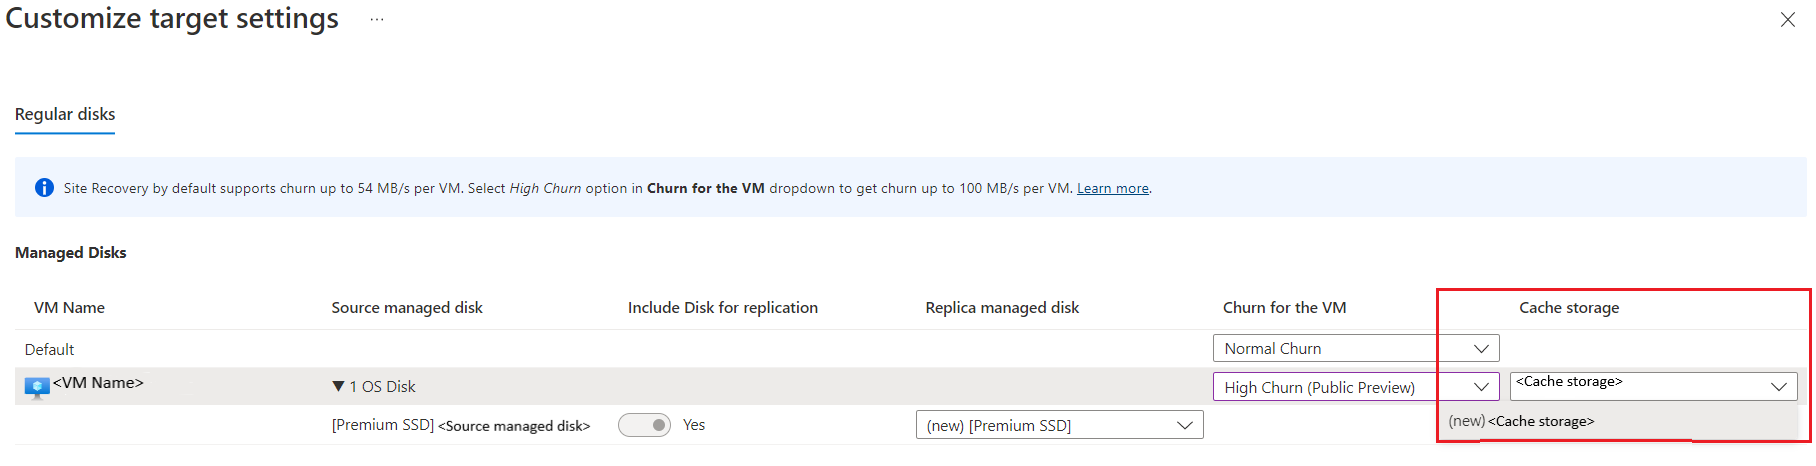 Customize target settings ...
Regular disks
Site Recovery by default supports churn up to 54 MB/s per VM. Select High Churn option in Churn for the VM dropdown to get churn up to 100 MB/s per VM. Learn more.
Managed Disks
VM Name Source managed disk Include Disk for replication Replica managed disk Churn for the VM Cache storage
Default Normal Churn
<VM Name> 1 OS Disk High Churn (Public Preview) <Cache storage>
(new) <Cache storage>
[Premium SSD] <Source managed disk> Yes (new) [Premium SSD]